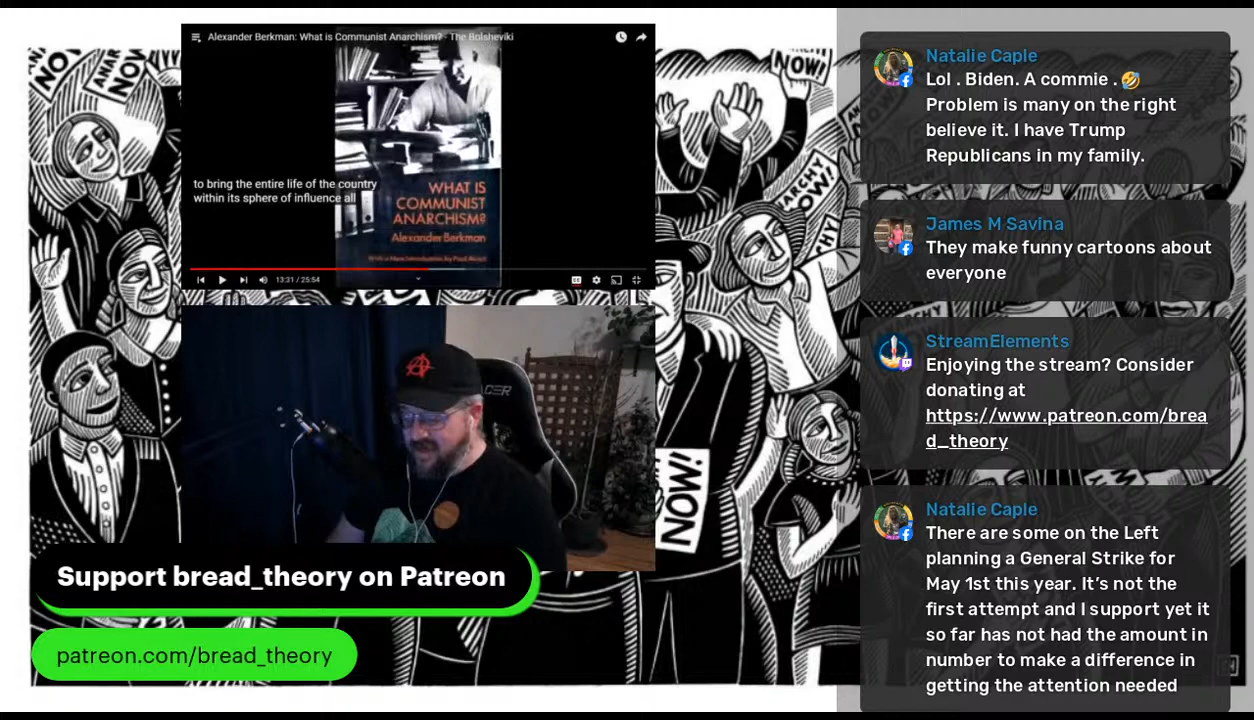 Alexander Berkman: What is Communist Anarchism? - The Bolsheviki
to bring the entire life of the country
within its sphere of influence all
WHAT IS
COMMUNIST
ANARCHISM?
Alexander Berkman
13:31 / 25:54
NOW!
NOW!
ANARCHY
NOW!
NOW!
Support bread_theory on Patreon
patreon.com/bread_theory
Natalie Caple
Lol . Biden. A commie . 🤣
Problem is many on the right
believe it. I have Trump
Republicans in my family.
James M Savina
They make funny cartoons about
everyone
StreamElements
Enjoying the stream? Consider
donating at
https://www.patreon.com/brea
d_theory
Natalie Caple
There are some on the Left
planning a General Strike for
May 1st this year. It’s not the
first attempt and I support yet it
so far has not had the amount in
number to make a difference in
getting the attention needed